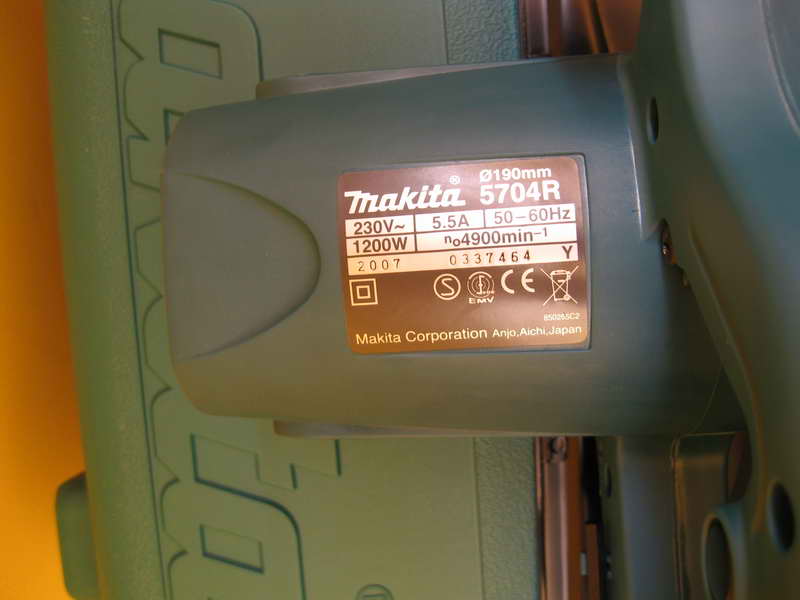 Ø190mm
makita® 5704R
230V~ 5.5A 50-60Hz
1200W n₀4900min⁻¹
2007 0337464 Y
S EMV CE
850265C2
Makita Corporation Anjo,Aichi,Japan